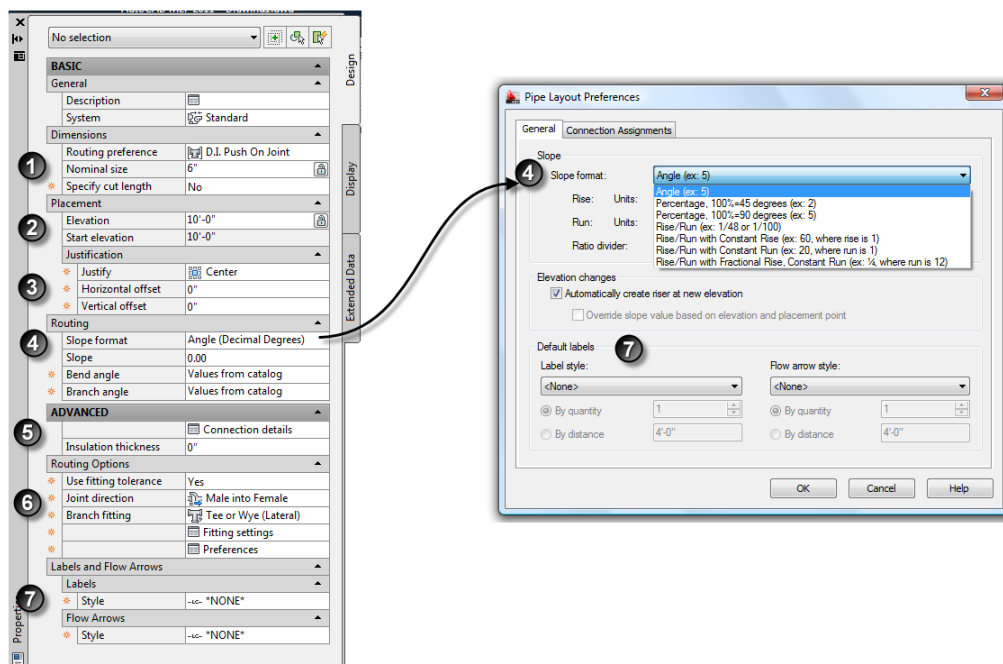 No selection
BASIC
General
Description
System Standard
Dimensions
Routing preference D.I. Push On Joint
1 Nominal size 6"
Specify cut length No
Placement
2 Elevation 10'-0"
Start elevation 10'-0"
Justification
Justify Center
3 Horizontal offset 0"
Vertical offset 0"
Routing
4 Slope format Angle (Decimal Degrees)
Slope 0.00
Bend angle Values from catalog
Branch angle Values from catalog
ADVANCED
5 Connection details
Insulation thickness 0"
Routing Options
Use fitting tolerance Yes
6 Joint direction Male into Female
Branch fitting Tee or Wye (Lateral)
Fitting settings
Preferences
Labels and Flow Arrows
Labels
7 Style -LC- *NONE*
Flow Arrows
Style -LC- *NONE*
Design
Display
Extended Data
Pipe Layout Preferences
General Connection Assignments
Slope
4 Slope format: Angle (ex: 5)
Angle (ex: 5)
Percentage, 100%=45 degrees (ex: 2)
Percentage, 100%=90 degrees (ex: 5)
Rise/Run (ex: 1/48 or 1/100)
Rise/Run with Constant Rise (ex: 60, where rise is 1)
Rise/Run with Constant Run (ex: 20, where run is 1)
Rise/Run with Fractional Rise, Constant Run (ex: ¼, where run is 12)
Rise: Units:
Run: Units:
Ratio divider:
Elevation changes
Automatically create riser at new elevation
Override slope value based on elevation and placement point
Default labels 7
Label style: Flow arrow style:
<None> <None>
By quantity 1 By quantity 1
By distance 4'-0" By distance 4'-0"
OK Cancel Help